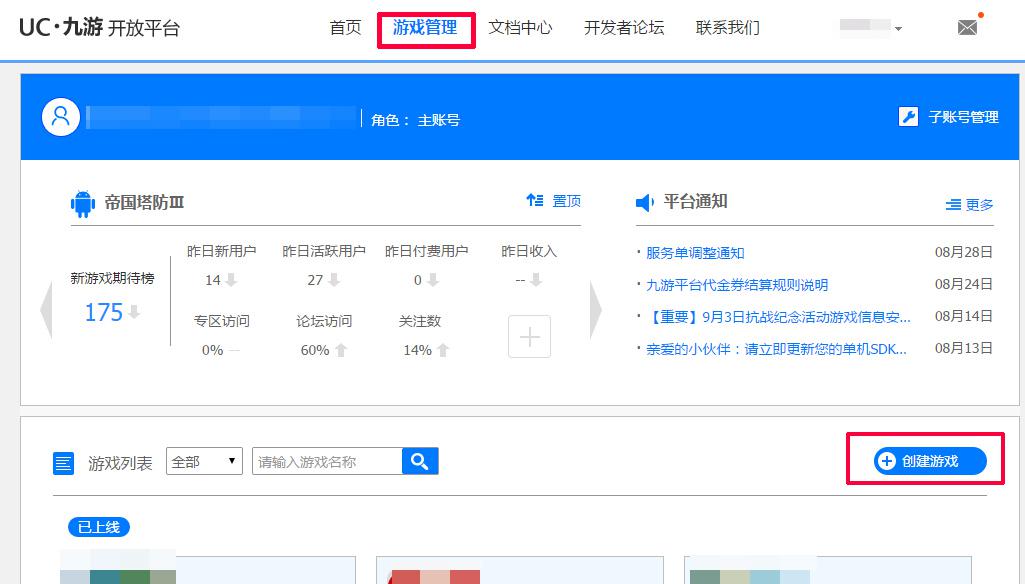 UC·九游 开放平台
首页 游戏管理 文档中心 开发者论坛 联系我们
角色： 主账号
子账号管理
帝国塔防Ⅲ
置顶
新游戏期待榜
175
昨日新用户 昨日活跃用户 昨日付费用户 昨日收入
14 27 0 --
专区访问 论坛访问 关注数
0% 60% 14%
平台通知
更多
· 服务单调整通知 08月28日
· 九游平台代金券结算规则说明 08月24日
· 【重要】9月3日抗战纪念活动游戏信息安... 08月14日
· 亲爱的小伙伴：请立即更新您的单机SDK... 08月13日
游戏列表 全部 请输入游戏名称
创建游戏
已上线